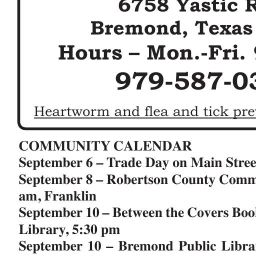 6758 Yastic R
Bremond, Texas
Hours – Mon.-Fri. 9
979-587-03
Heartworm and flea and tick pre
COMMUNITY CALENDAR
September 6 – Trade Day on Main Stree
September 8 – Robertson County Comm
am, Franklin
September 10 – Between the Covers Boo
Library, 5:30 pm
September 10 – Bremond Public Libra